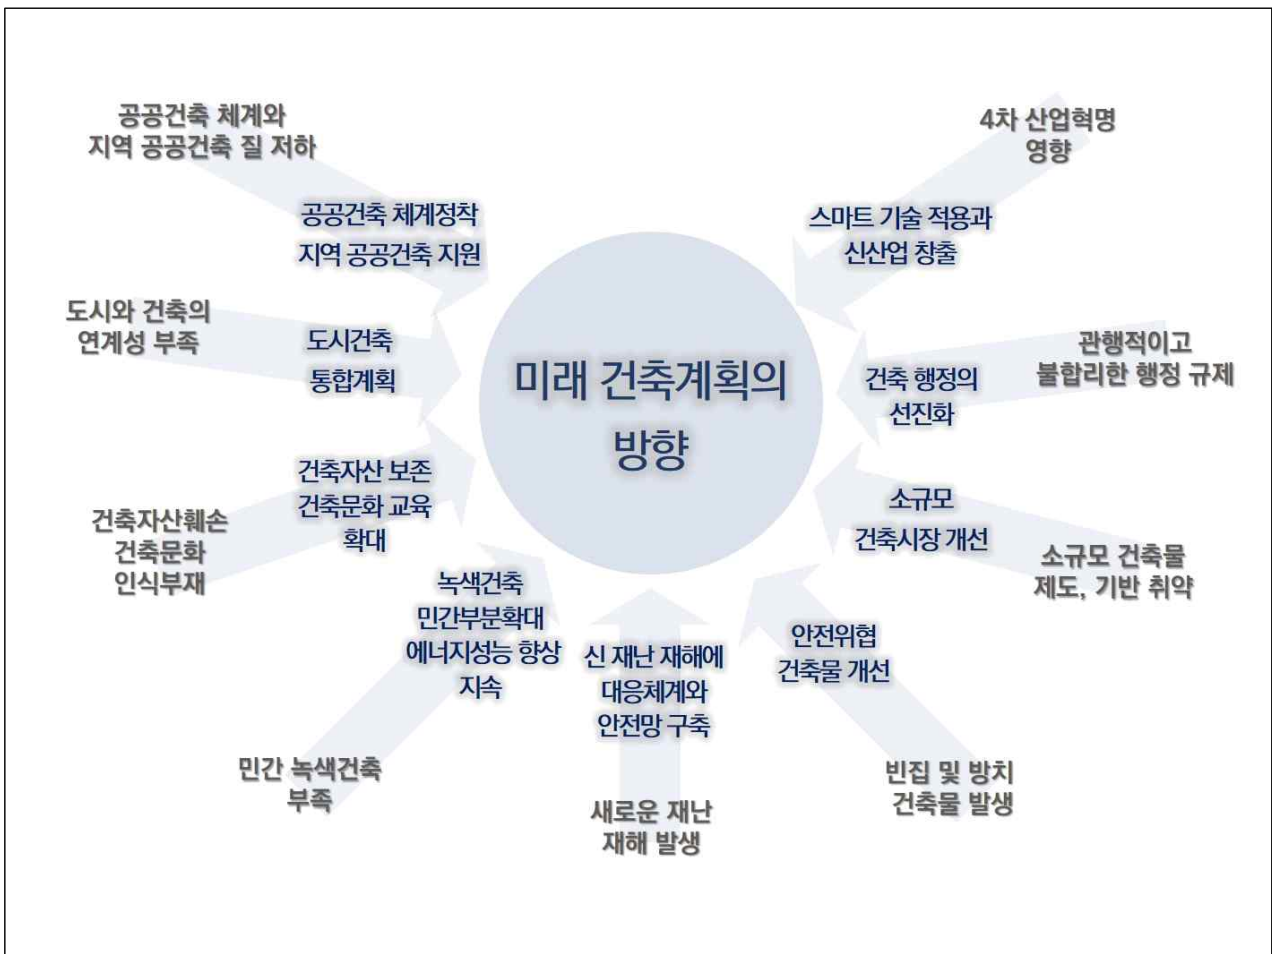 공공건축 체계와
지역 공공건축 질 저하
공공건축 체계정착
지역 공공건축 지원
도시와 건축의
연계성 부족
도시건축
통합계획
건축자산훼손
건축문화
인식부재
건축자산 보존
건축문화 교육
확대
민간 녹색건축
부족
녹색건축
민간부분확대
에너지성능 향상
지속
새로운 재난
재해 발생
신 재난 재해에
대응체계와
안전망 구축
빈집 및 방치
건축물 발생
안전위협
건축물 개선
소규모 건축물
제도, 기반 취약
소규모
건축시장 개선
관행적이고
불합리한 행정 규제
건축 행정의
선진화
4차 산업혁명
영향
스마트 기술 적용과
신산업 창출
미래 건축계획의
방향